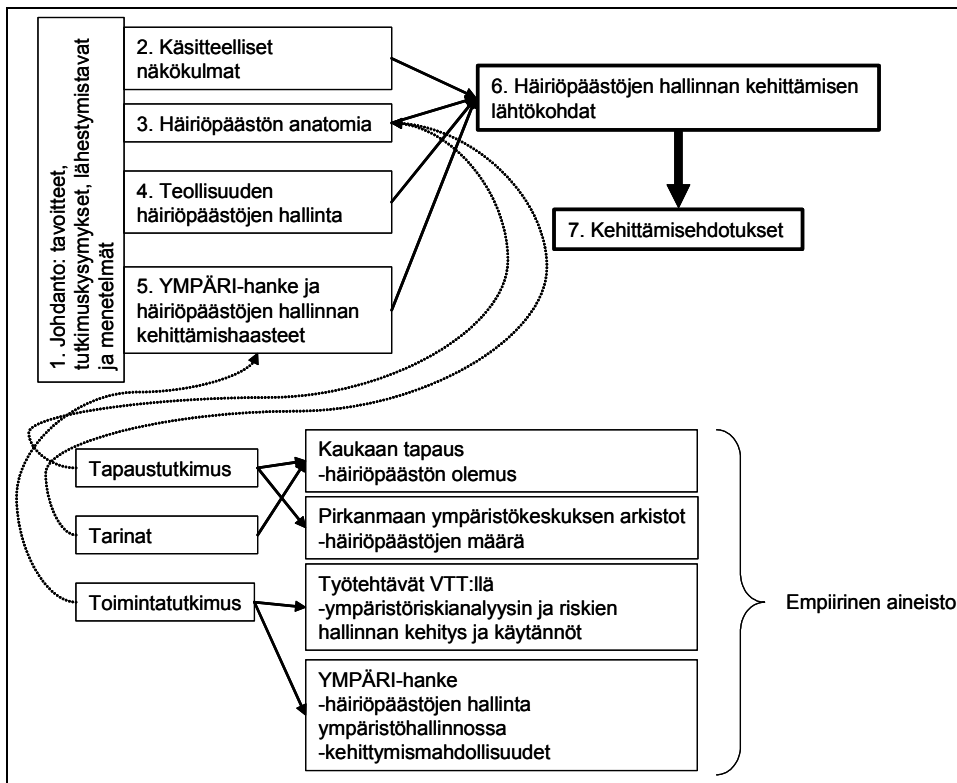 1. Johdanto: tavoitteet,
tutkimuskysymykset, lähestymistavat
ja menetelmät
2. Käsitteelliset
näkökulmat
3. Häiriöpäästön anatomia
4. Teollisuuden
häiriöpäästöjen hallinta
5. YMPÄRI-hanke ja
häiriöpäästöjen hallinnan
kehittämishaasteet
6. Häiriöpäästöjen hallinnan kehittämisen
lähtökohdat
7. Kehittämisehdotukset
Tapaustutkimus
Tarinat
Toimintatutkimus
Kaukaan tapaus
-häiriöpäästön olemus
Pirkanmaan ympäristökeskuksen arkistot
-häiriöpäästöjen määrä
Työtehtävät VTT:llä
-ympäristöriskianalyysin ja riskien
hallinnan kehitys ja käytännöt
YMPÄRI-hanke
-häiriöpäästöjen hallinta
ympäristöhallinnossa
-kehittymismahdollisuudet
Empiirinen aineisto